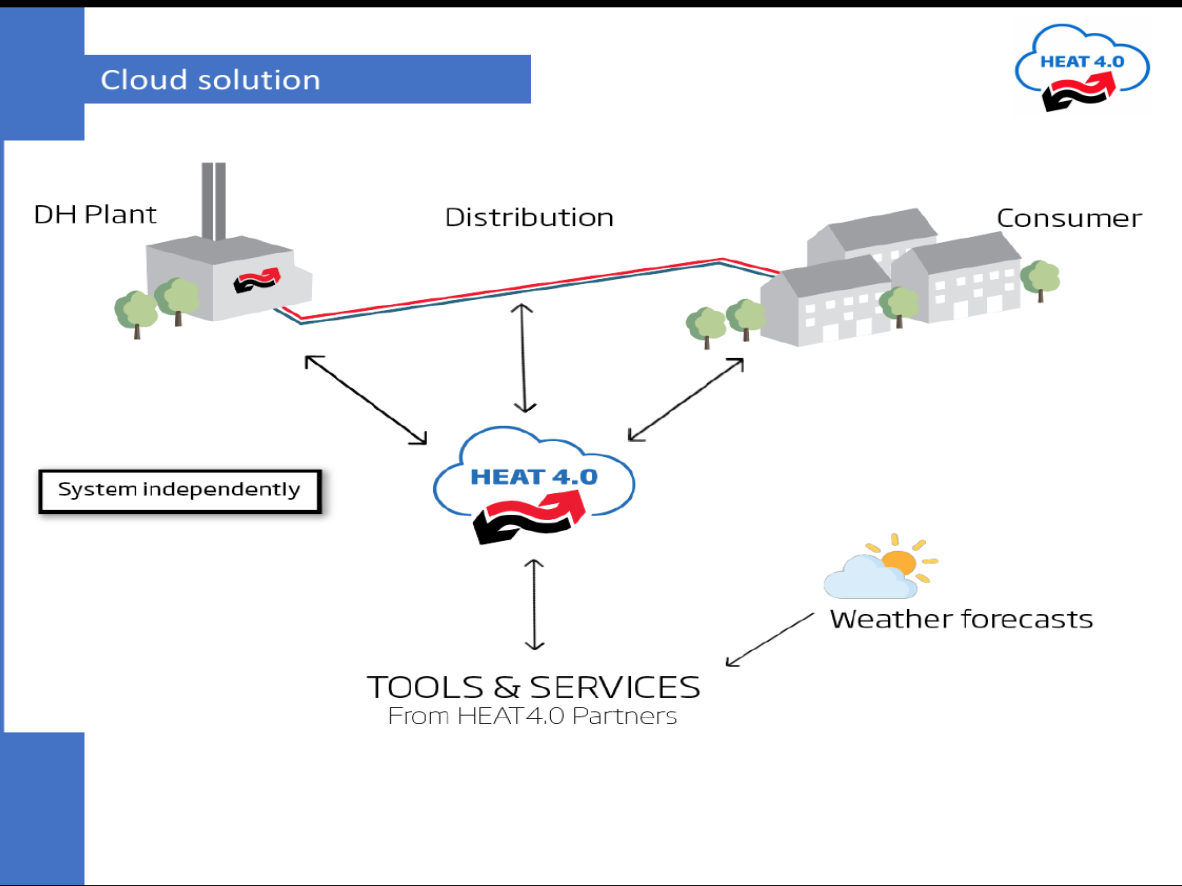 Cloud solution
HEAT 4.0
DH Plant
Distribution
Consumer
HEAT 4.0
System independently
Weather forecasts
TOOLS & SERVICES
From HEAT4.0 Partners